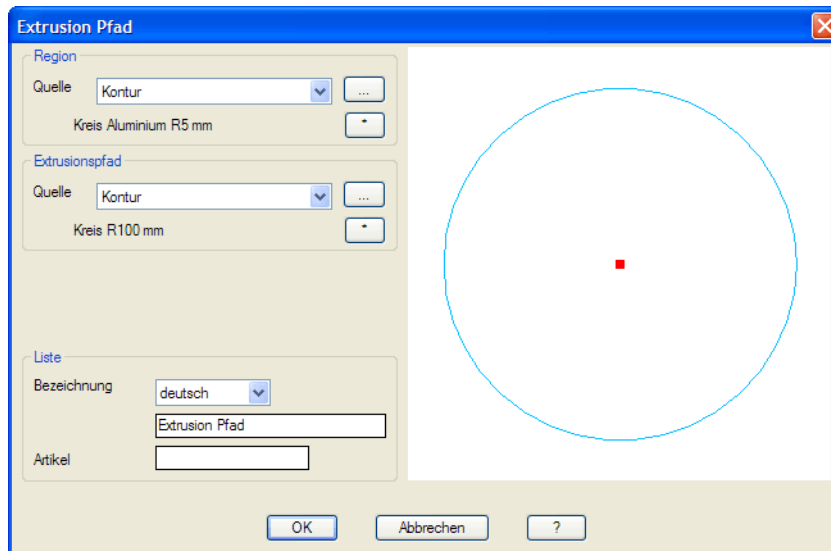 Extrusion Pfad
Region
Quelle
Kontur
...
Kreis Aluminium R5 mm
*
Extrusionspfad
Quelle
Kontur
...
Kreis R100 mm
*
Liste
Bezeichnung
deutsch
Extrusion Pfad
Artikel
OK
Abbrechen
?